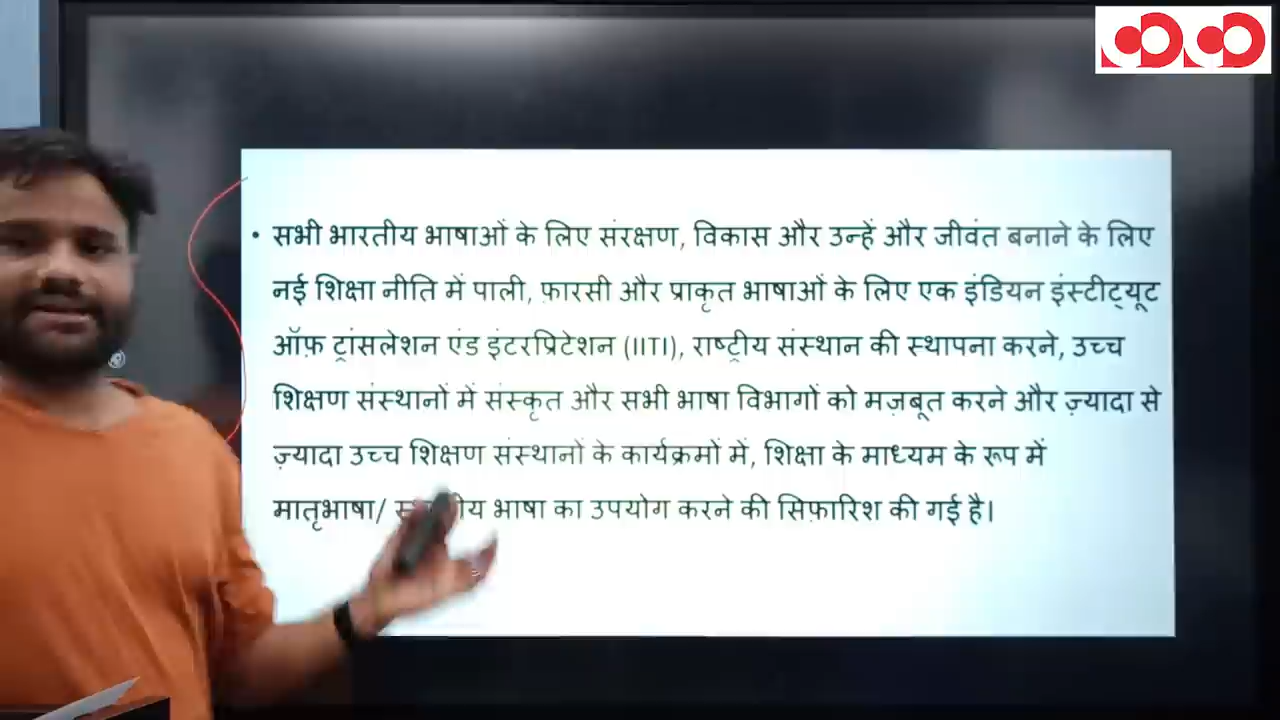 • सभी भारतीय भाषाओं के लिए संरक्षण, विकास और उन्हें और जीवंत बनाने के लिए
नई शिक्षा नीति में पाली, फ़ारसी और प्राकृत भाषाओं के लिए एक इंडियन इंस्टीट्यूट
ऑफ़ ट्रांसलेशन एंड इंटरप्रिटेशन (IITI), राष्ट्रीय संस्थान की स्थापना करने, उच्च
शिक्षण संस्थानों में संस्कृत और सभी भाषा विभागों को मज़बूत करने और ज़्यादा से
ज़्यादा उच्च शिक्षण संस्थानों के कार्यक्रमों में, शिक्षा के माध्यम के रूप में
मातृभाषा/ भाषा का उपयोग करने की सिफ़ारिश की गई है।